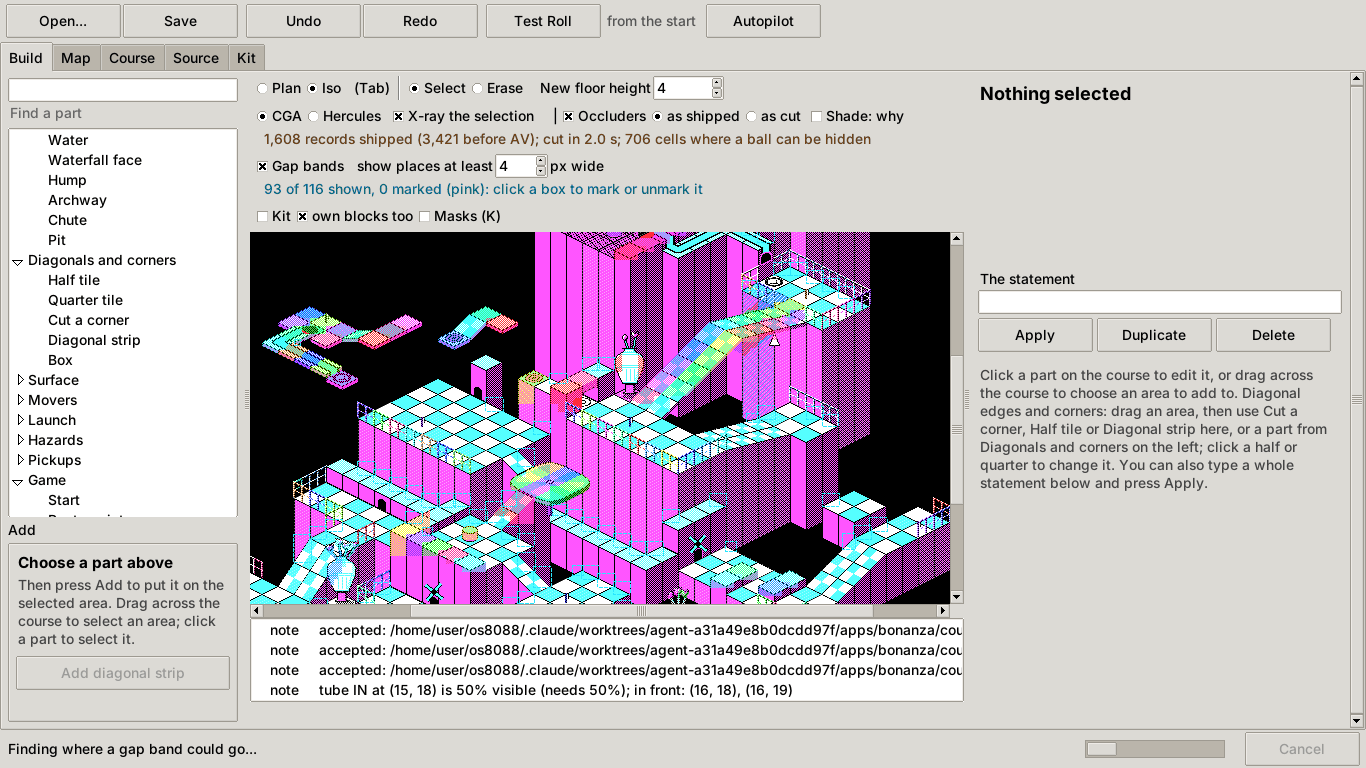 Open... Save Undo Redo Test Roll from the start Autopilot
Build Map Course Source Kit
Find a part
Water
Waterfall face
Hump
Archway
Chute
Pit
Diagonals and corners
Half tile
Quarter tile
Cut a corner
Diagonal strip
Box
Surface
Movers
Launch
Hazards
Pickups
Game
Start
Add
Choose a part above
Then press Add to put it on the
selected area. Drag across the
course to select an area; click
a part to select it.
Add diagonal strip
Plan Iso (Tab) Select Erase New floor height 4
CGA Hercules X-ray the selection | Occluders as shipped as cut Shade: why
1,608 records shipped (3,421 before AV); cut in 2.0 s; 706 cells where a ball can be hidden
Gap bands show places at least 4 px wide
93 of 116 shown, 0 marked (pink): click a box to mark or unmark it
Kit own blocks too Masks (K)
note accepted: /home/user/os8088/.claude/worktrees/agent-a31a49e8b0dcdd97f/apps/bonanza/cou
note accepted: /home/user/os8088/.claude/worktrees/agent-a31a49e8b0dcdd97f/apps/bonanza/cou
note accepted: /home/user/os8088/.claude/worktrees/agent-a31a49e8b0dcdd97f/apps/bonanza/cou
note tube IN at (15, 18) is 50% visible (needs 50%); in front: (16, 18), (16, 19)
Nothing selected
The statement
Apply Duplicate Delete
Click a part on the course to edit it, or drag across
the course to choose an area to add to. Diagonal
edges and corners: drag an area, then use Cut a
corner, Half tile or Diagonal strip here, or a part from
Diagonals and corners on the left; click a half or
quarter to change it. You can also type a whole
statement below and press Apply.
Finding where a gap band could go...
Cancel